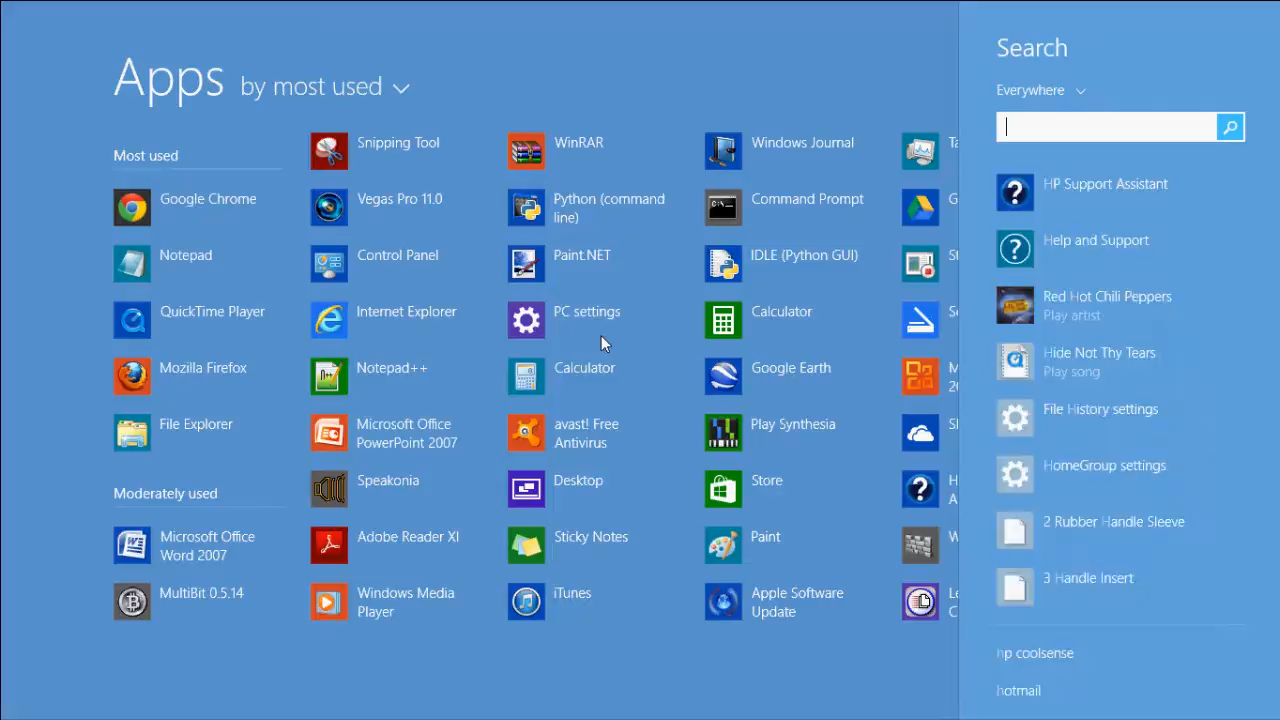 Apps by most used
Most used
Google Chrome
Notepad
QuickTime Player
Mozilla Firefox
File Explorer
Moderately used
Microsoft Office
Word 2007
MultiBit 0.5.14
Snipping Tool
Vegas Pro 11.0
Control Panel
Internet Explorer
Notepad++
Microsoft Office
PowerPoint 2007
Speakonia
Adobe Reader XI
Windows Media
Player
WinRAR
Python (command
line)
Paint.NET
PC settings
Calculator
avast! Free
Antivirus
Desktop
Sticky Notes
iTunes
Windows Journal
Command Prompt
IDLE (Python GUI)
Calculator
Google Earth
Play Synthesia
Store
Paint
Apple Software
Update
Search
Everywhere
HP Support Assistant
Help and Support
Red Hot Chili Peppers
Play artist
Hide Not Thy Tears
Play song
File History settings
HomeGroup settings
2 Rubber Handle Sleeve
3 Handle Insert
hp coolsense
hotmail